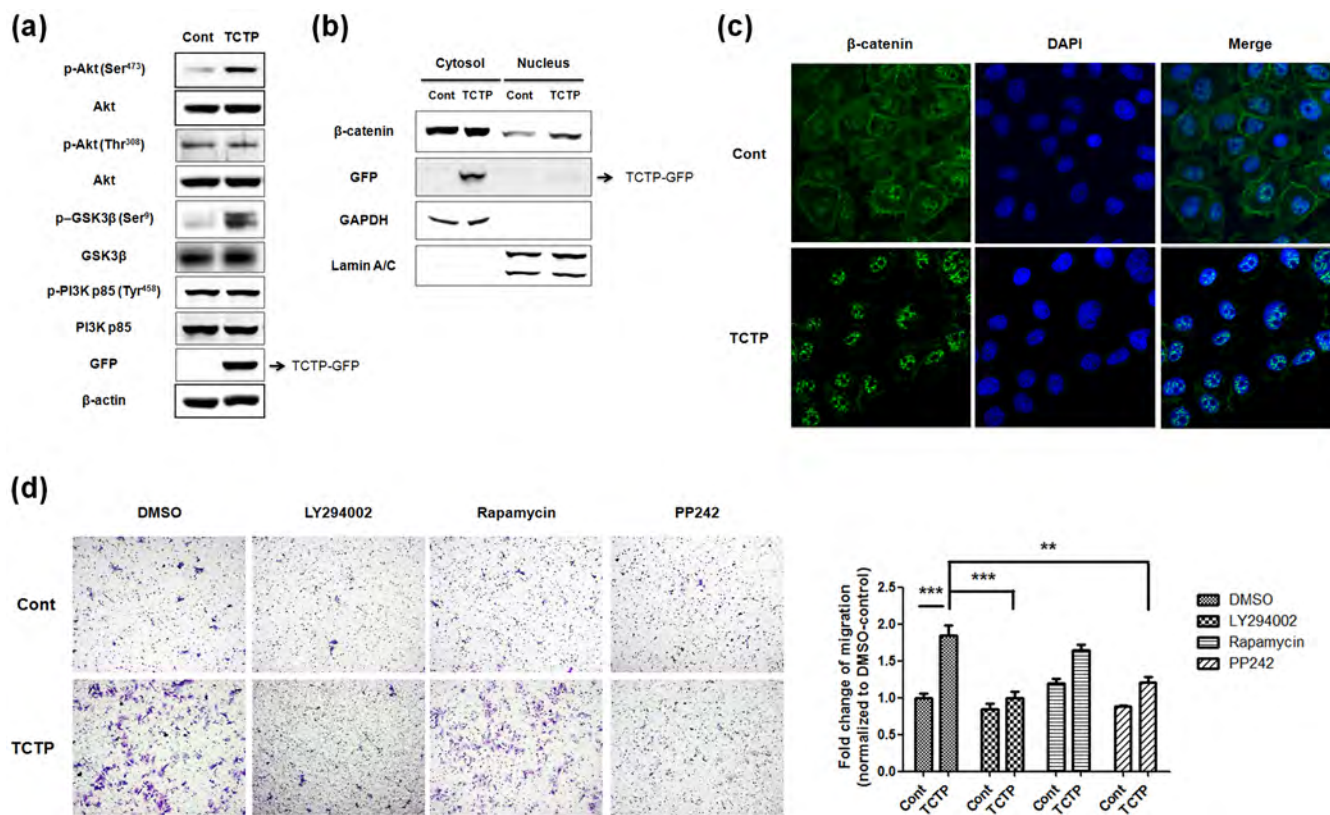 (a)
Cont TCTP
p-Akt (Ser⁴⁷³)
Akt
p-Akt (Thr³⁰⁸)
Akt
p–GSK3β (Ser⁹)
GSK3β
p-PI3K p85 (Tyr⁴⁵⁸)
PI3K p85
GFP → TCTP-GFP
β-actin
(b)
Cytosol Nucleus
Cont TCTP Cont TCTP
β-catenin
GFP → TCTP-GFP
GAPDH
Lamin A/C
(c)
β-catenin DAPI Merge
Cont
TCTP
(d)
DMSO LY294002 Rapamycin PP242
Cont
TCTP
Fold change of migration
(normalized to DMSO-control)
2.5
2.0
1.5
1.0
0.5
0.0
**
*** ***
Cont TCTP Cont TCTP Cont TCTP Cont TCTP
DMSO
LY294002
Rapamycin
PP242